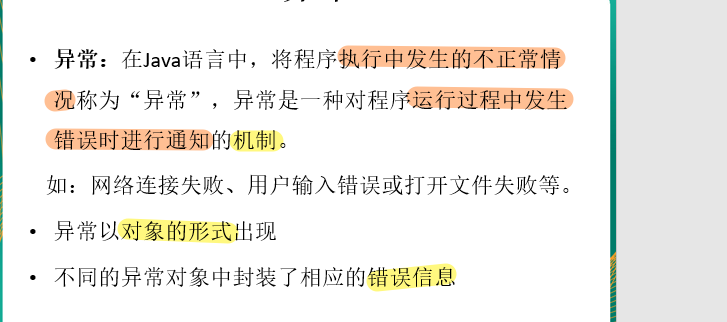 • 异常：在Java语言中，将程序执行中发生的不正常情
况称为“异常”，异常是一种对程序运行过程中发生
错误时进行通知的机制。
如：网络连接失败、用户输入错误或打开文件失败等。
• 异常以对象的形式出现
• 不同的异常对象中封装了相应的错误信息